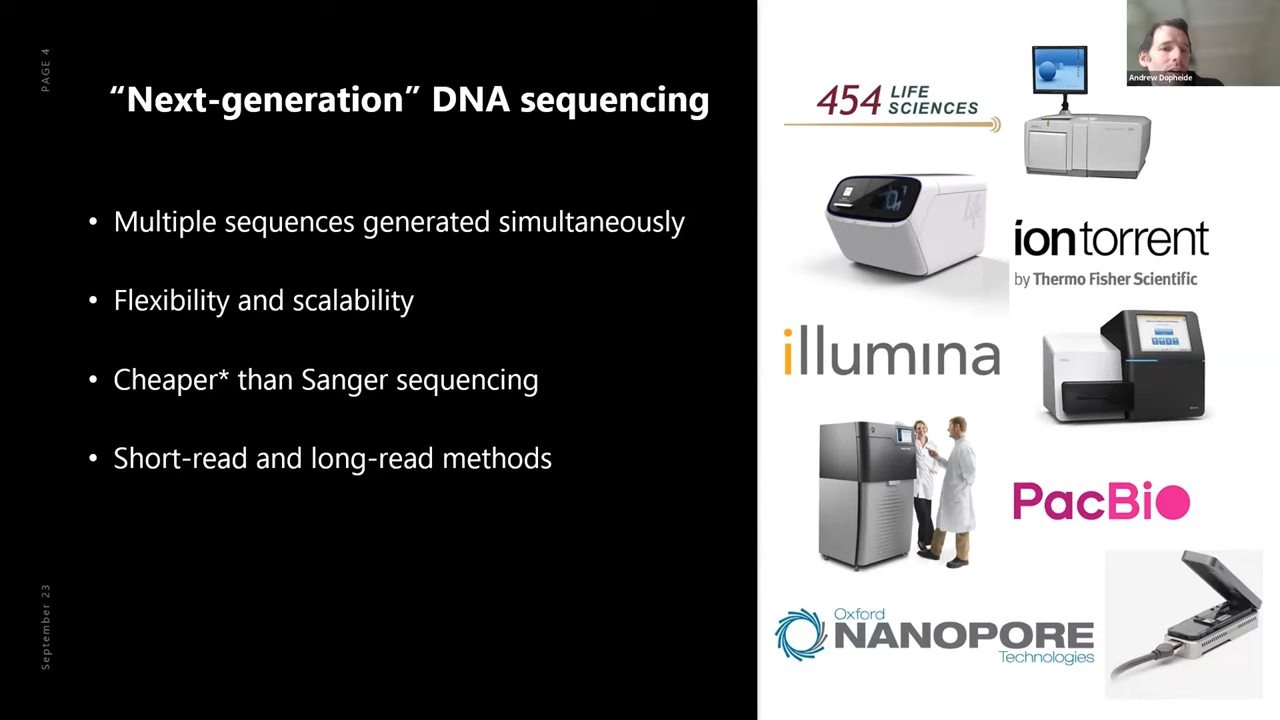 PAGE 4
“Next-generation” DNA sequencing
• Multiple sequences generated simultaneously
• Flexibility and scalability
• Cheaper* than Sanger sequencing
• Short-read and long-read methods
September 23
454 LIFE
SCIENCES
iontorrent
by Thermo Fisher Scientific
illumina
PacBiO
Oxford
NANOPORE
Technologies
Andrew Dopheide